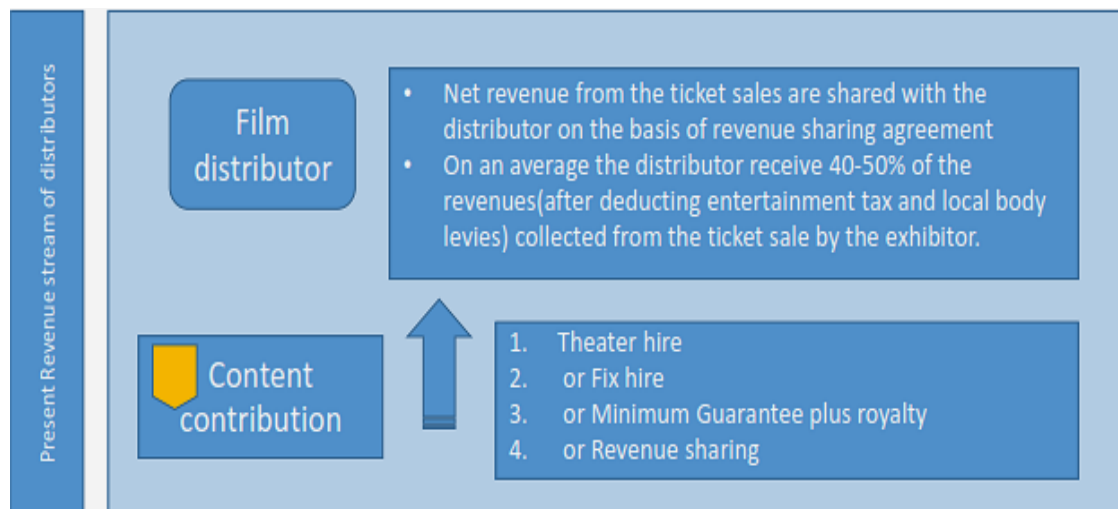 Present Revenue stream of distributors
Film
distributor
• Net revenue from the ticket sales are shared with the
distributor on the basis of revenue sharing agreement
• On an average the distributor receive 40-50% of the
revenues(after deducting entertainment tax and local body
levies) collected from the ticket sale by the exhibitor.
Content
contribution
1. Theater hire
2. or Fix hire
3. or Minimum Guarantee plus royalty
4. or Revenue sharing